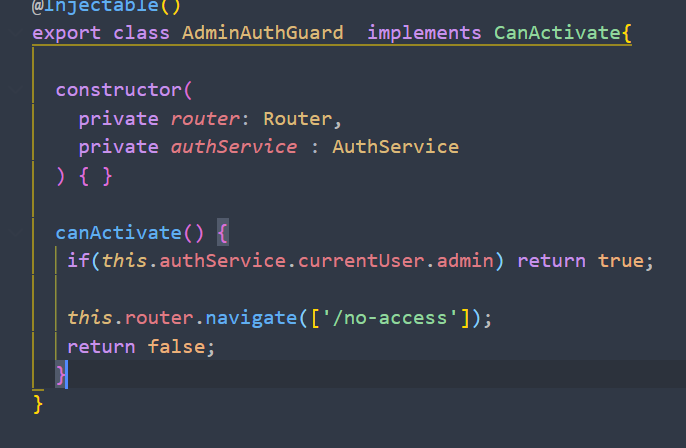 @Injectable()
export class AdminAuthGuard  implements CanActivate{
constructor(
private router: Router,
private authService : AuthService
) { }
canActivate() {
if(this.authService.currentUser.admin) return true;
this.router.navigate(['/no-access']);
return false;
}
}